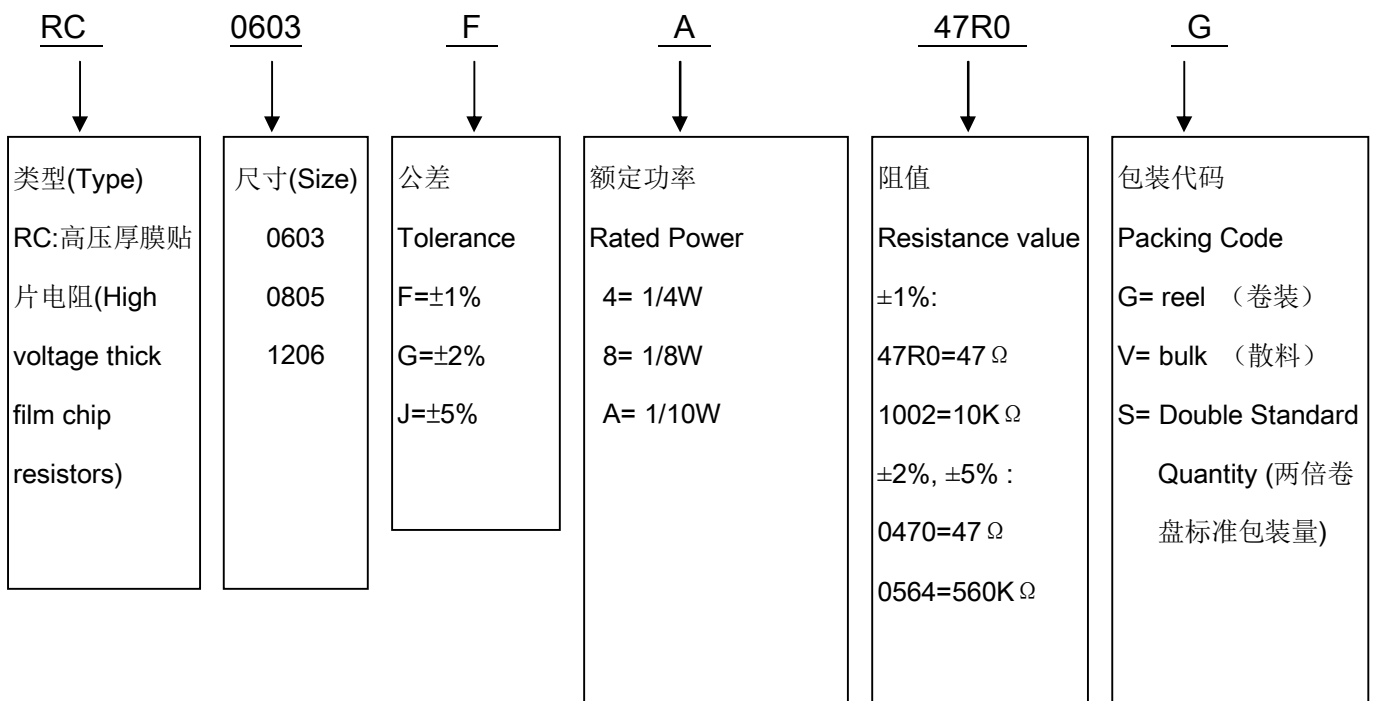 RC 0603 F A 47R0 G
类型(Type)
RC:高压厚膜贴
片电阻(High
voltage thick
film chip
resistors)
尺寸(Size)
0603
0805
1206
公差
Tolerance
F=±1%
G=±2%
J=±5%
额定功率
Rated Power
4= 1/4W
8= 1/8W
A= 1/10W
阻值
Resistance value
±1%:
47R0=47Ω
1002=10KΩ
±2%, ±5% :
0470=47Ω
0564=560KΩ
包装代码
Packing Code
G= reel （卷装）
V= bulk （散料）
S= Double Standard
Quantity (两倍卷
盘标准包装量)